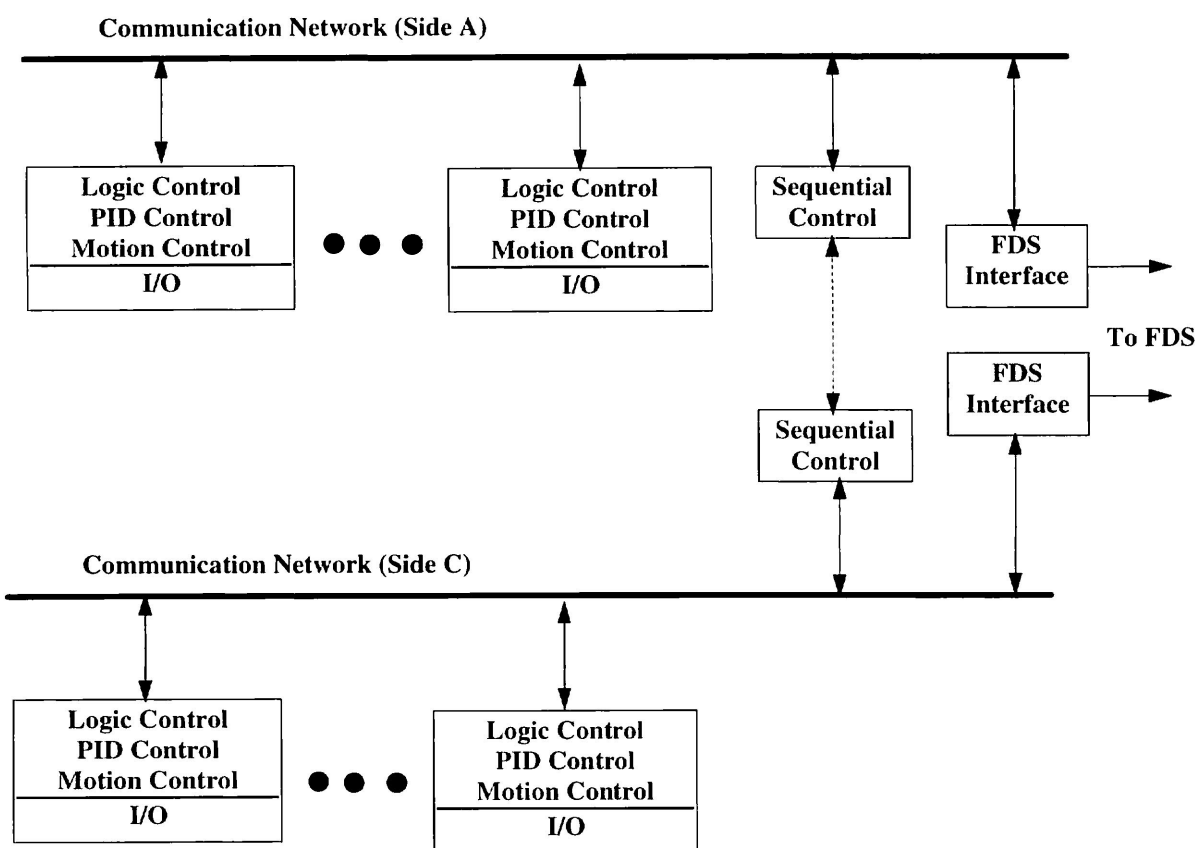 Communication Network (Side A)
Logic Control
PID Control
Motion Control
I/O
Logic Control
PID Control
Motion Control
I/O
Sequential
Control
FDS
Interface
To FDS
FDS
Interface
Sequential
Control
Communication Network (Side C)
Logic Control
PID Control
Motion Control
I/O
Logic Control
PID Control
Motion Control
I/O